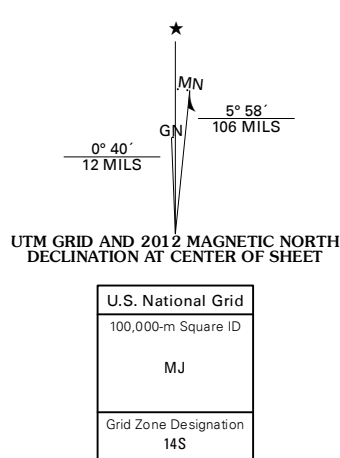 ★
MN
GN
5° 58´
106 MILS
0° 40´
12 MILS
UTM GRID AND 2012 MAGNETIC NORTH
DECLINATION AT CENTER OF SHEET
U.S. National Grid
100,000-m Square ID
MJ
Grid Zone Designation
14S